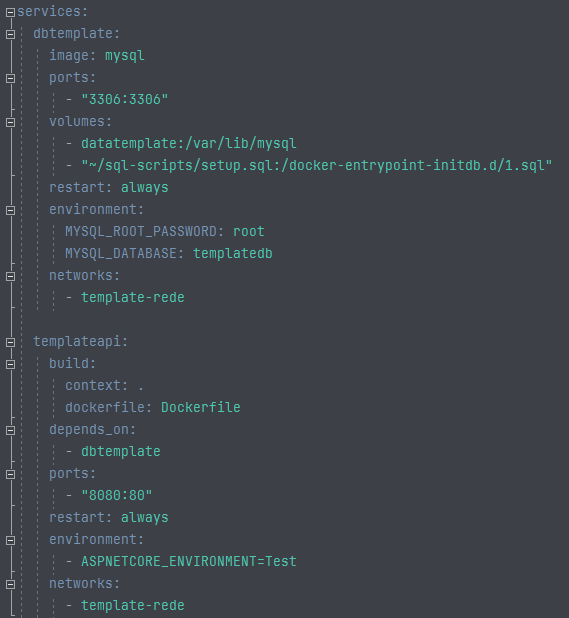 services:
  dbtemplate:
    image: mysql
    ports:
      - "3306:3306"
    volumes:
      - datatemplate:/var/lib/mysql
      - "~/sql-scripts/setup.sql:/docker-entrypoint-initdb.d/1.sql"
    restart: always
    environment:
      MYSQL_ROOT_PASSWORD: root
      MYSQL_DATABASE: templatedb
    networks:
      - template-rede

  templateapi:
    build:
      context: .
      dockerfile: Dockerfile
    depends_on:
      - dbtemplate
    ports:
      - "8080:80"
    restart: always
    environment:
      - ASPNETCORE_ENVIRONMENT=Test
    networks:
      - template-rede